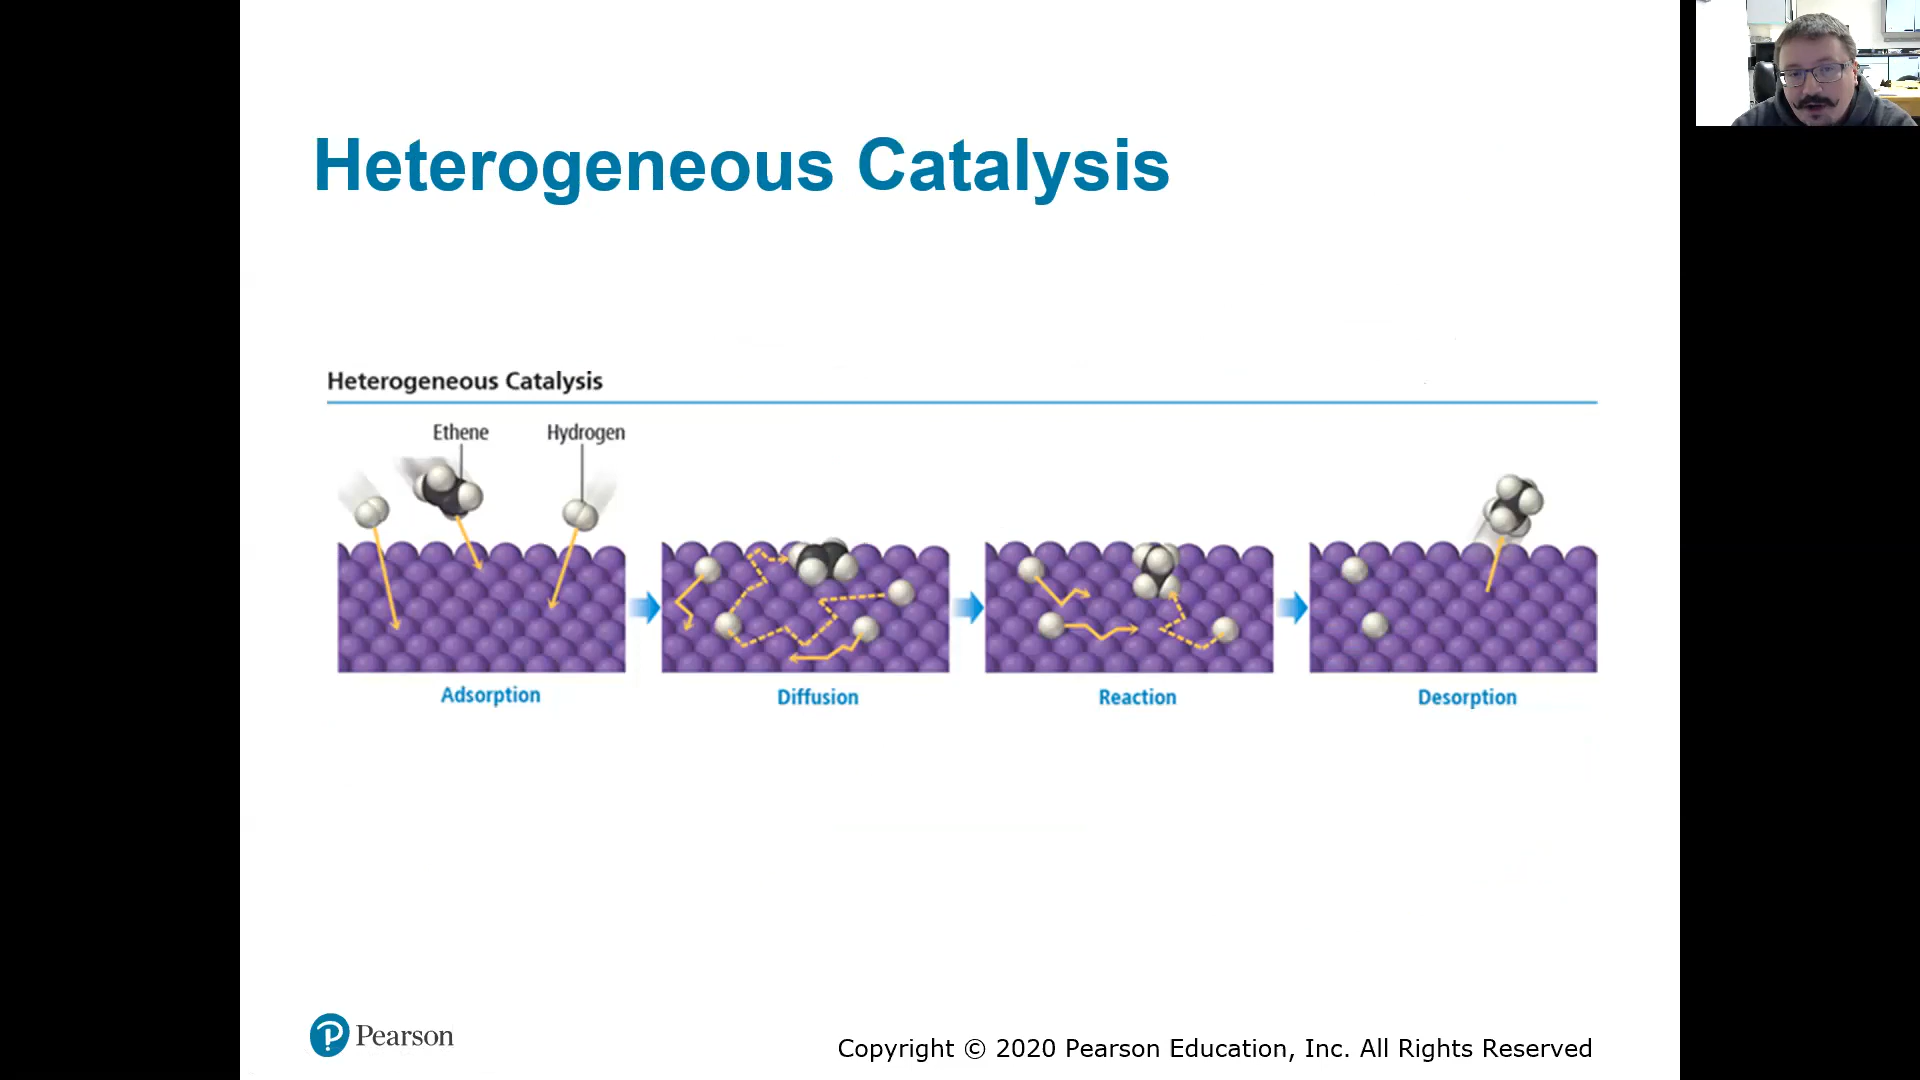 Heterogeneous Catalysis
Heterogeneous Catalysis
Ethene
Hydrogen
Adsorption
Diffusion
Reaction
Desorption
Pearson
Copyright © 2020 Pearson Education, Inc. All Rights Reserved